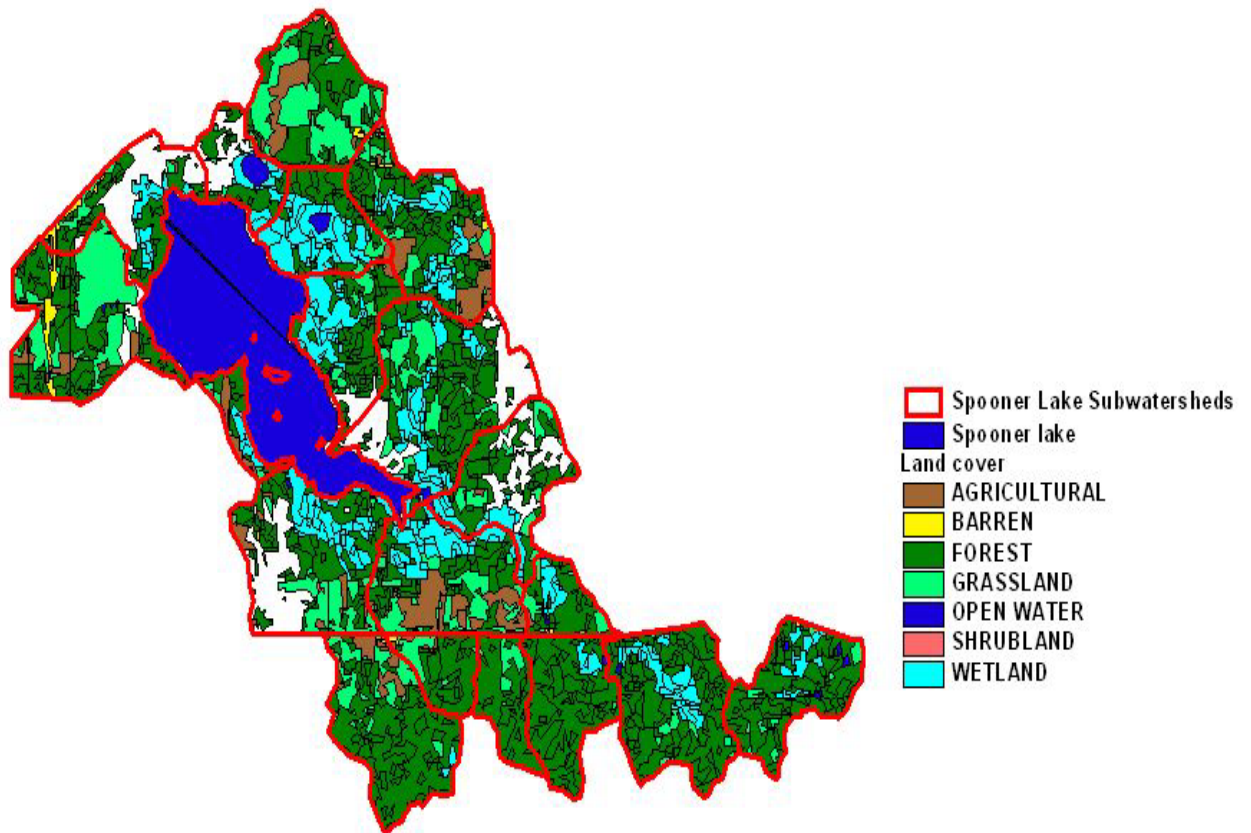 Spooner Lake Subwatersheds
Spooner lake
Land cover
AGRICULTURAL
BARREN
FOREST
GRASSLAND
OPEN WATER
SHRUBLAND
WETLAND